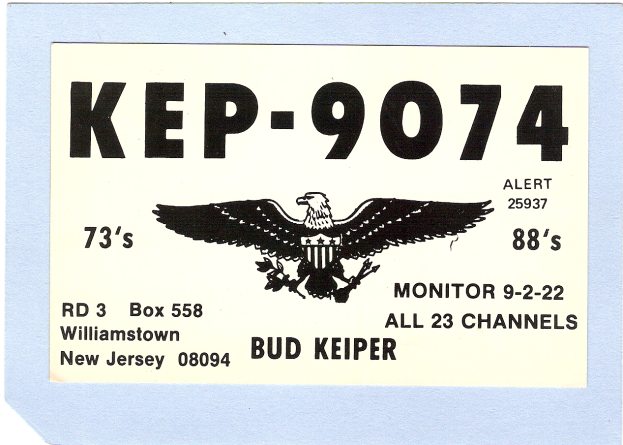 KEP-9074
ALERT
25937
73's
88's
MONITOR 9-2-22
ALL 23 CHANNELS
RD 3 Box 558
Williamstown
New Jersey 08094
BUD KEIPER